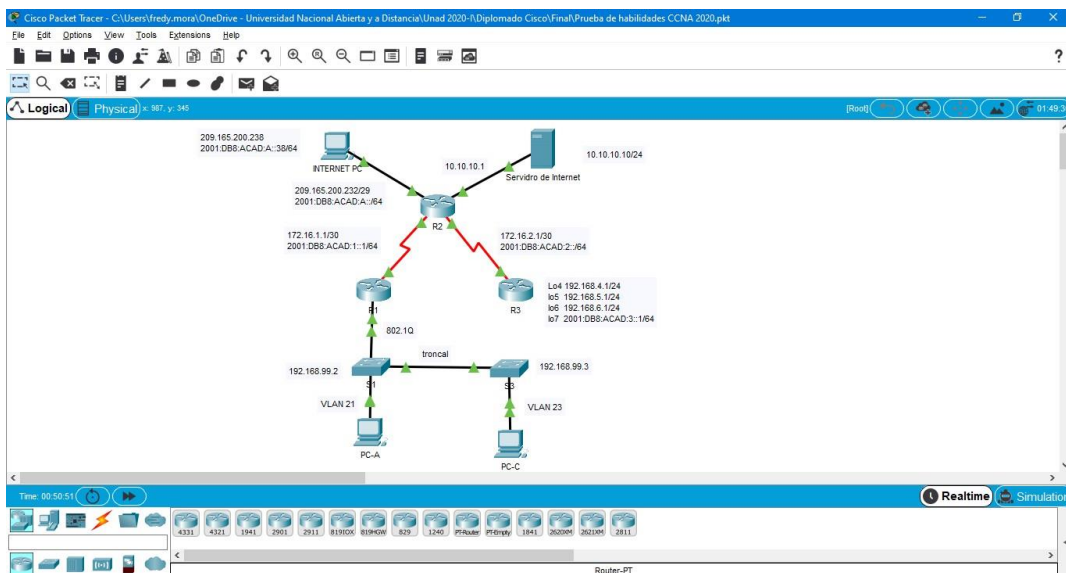 Cisco Packet Tracer - C:\Users\fredy.mora\OneDrive - Universidad Nacional Abierta y a Distancia\Unad 2020-I\Diplomado Cisco\Final\Prueba de habilidades CCNA 2020.pkt
File Edit Options View Tools Extensions Help
?
Logical Physical x: 987, y: 345 [Root] 01:49:3
209.165.200.238
2001:DB8:ACAD:A::38/64
INTERNET PC
10.10.10.1
10.10.10.10/24
Servidro de Internet
209.165.200.232/29
2001:DB8:ACAD:A::/64
R2
172.16.1.1/30
2001:DB8:ACAD:1::1/64
172.16.2.1/30
2001:DB8:ACAD:2::/64
R1
R3
Lo4 192.168.4.1/24
lo5 192.168.5.1/24
lo6 192.168.6.1/24
lo7 2001:DB8:ACAD:3::1/64
802.1Q
troncal
192.168.99.2
S1
192.168.99.3
S3
VLAN 21
VLAN 23
PC-A
PC-C
Time: 00:50:51 Realtime Simulation
4331 4321 1941 2901 2911 819IOX 819HGW 829 1240 PT-Router PT-Empty 1841 2620XM 2621XM 2811
Router-PT